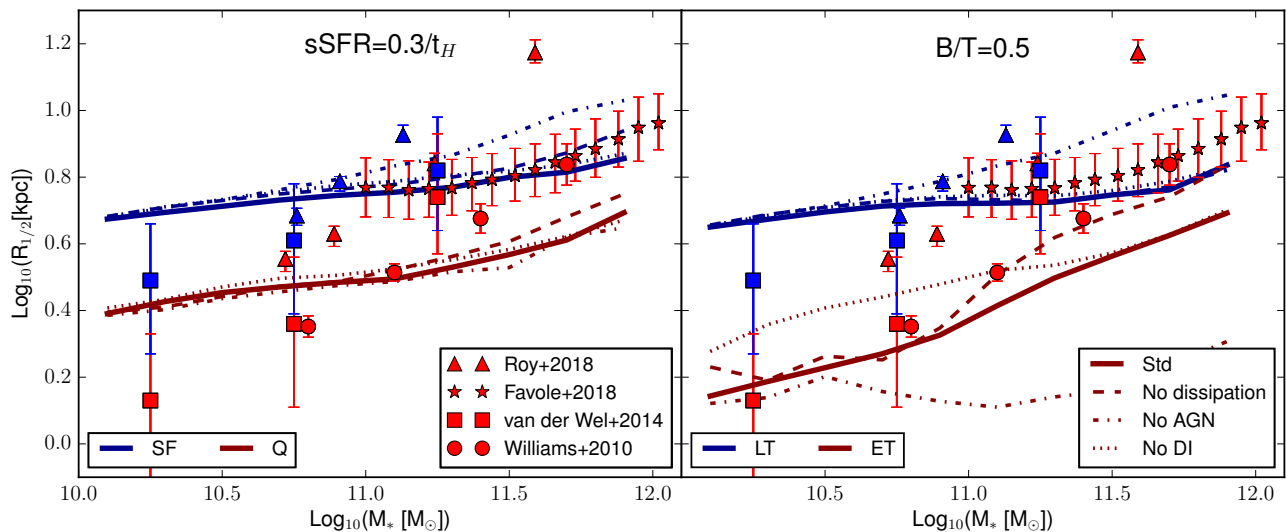 sSFR=0.3/t_H
B/T=0.5
1.2
1.0
0.8
0.6
0.4
0.2
0.0
Log₁₀(R₁/₂[kpc])
Roy+2018
Favole+2018
van der Wel+2014
Williams+2010
SF Q
Std
No dissipation
No AGN
No DI
LT ET
10.0 10.5 11.0 11.5 12.0
10.5 11.0 11.5 12.0
Log₁₀(M∗ [M⊙])
Log₁₀(M∗ [M⊙])